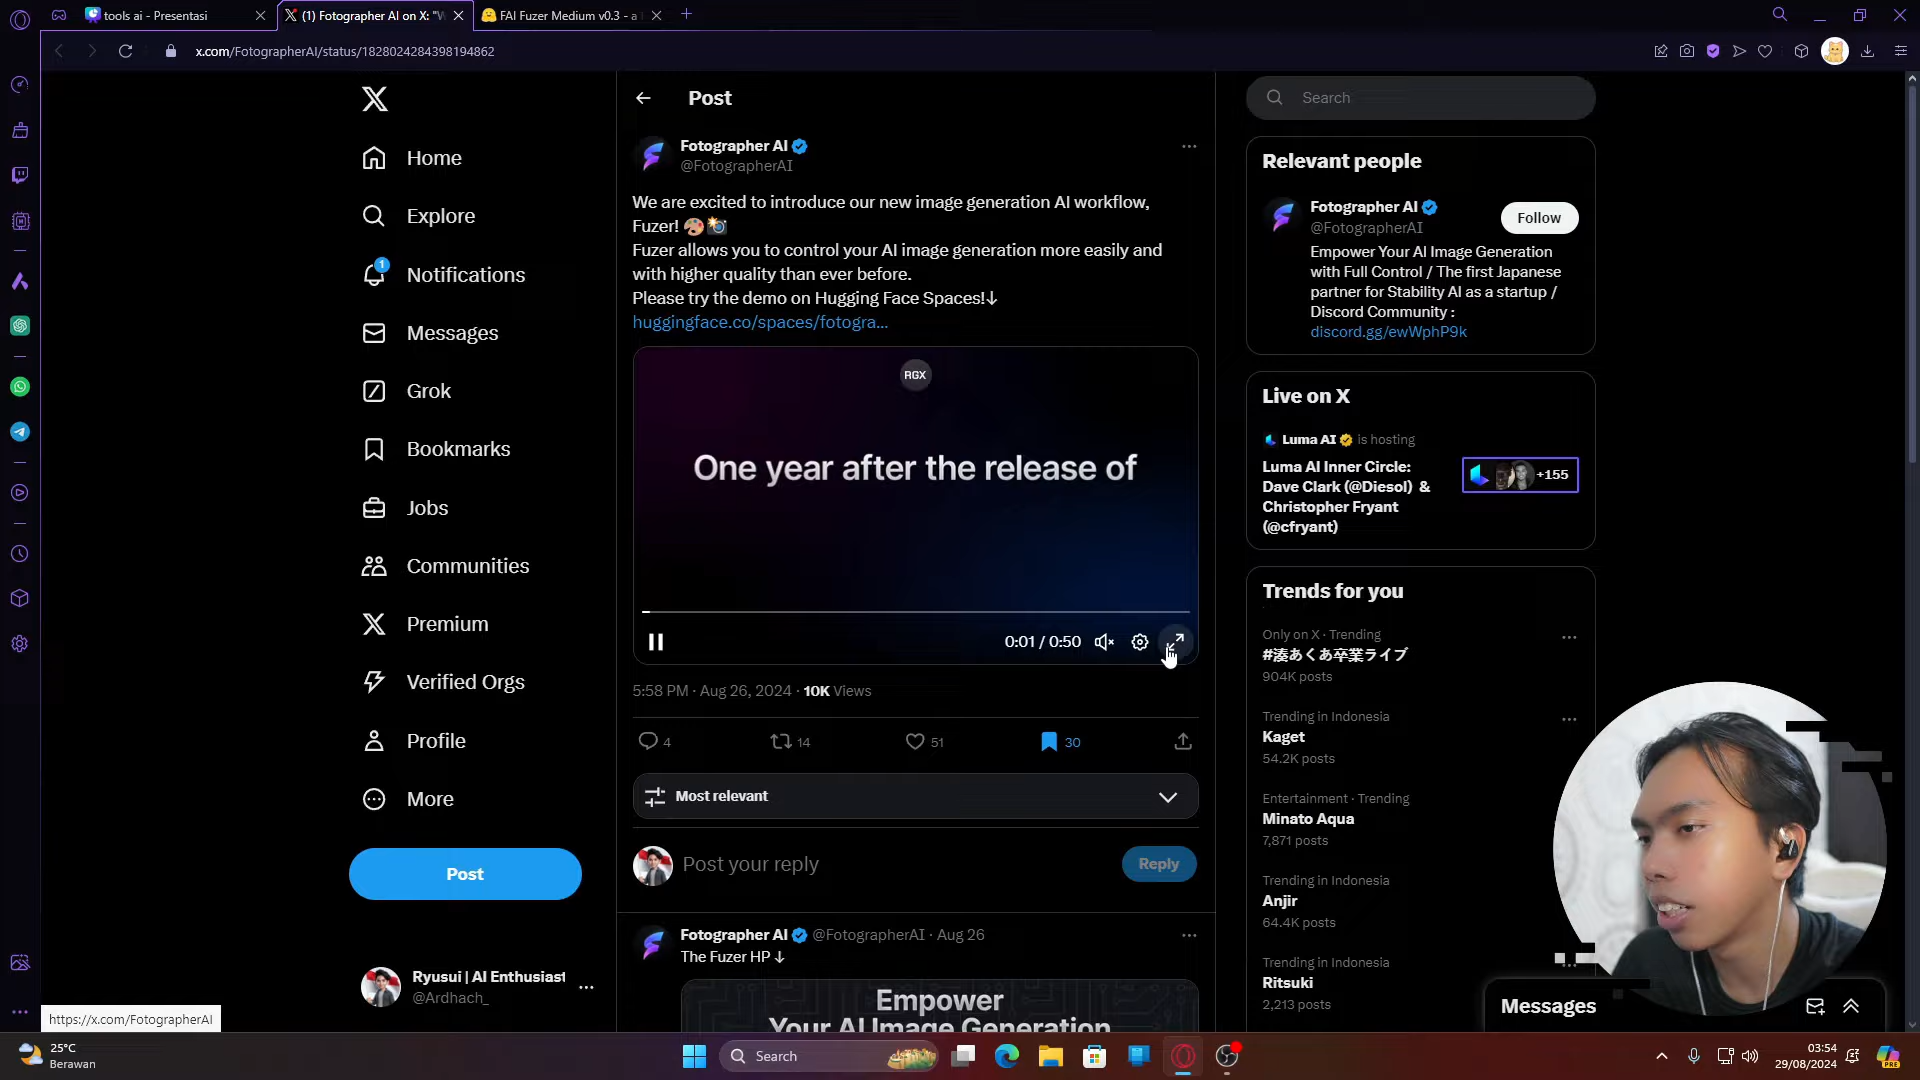 tools ai - Presentasi
(1) Fotographer AI on X: "W
FAI Fuzer Medium v0.3 - a
x.com/FotographerAI/status/1828024284398194862
Home
Explore
1
Notifications
Messages
Grok
Bookmarks
Jobs
Communities
Premium
Verified Orgs
Profile
More
Post
Ryusui | AI Enthusiast
@Ardhach_
https://x.com/FotographerAI
Post
Fotographer AI
@FotographerAI
We are excited to introduce our new image generation AI workflow,
Fuzer!
Fuzer allows you to control your AI image generation more easily and
with higher quality than ever before.
Please try the demo on Hugging Face Spaces!↓
huggingface.co/spaces/fotogra...
RGX
One year after the release of
0:01 / 0:50
5:58 PM · Aug 26, 2024 · 10K Views
4
14
51
30
Most relevant
Post your reply
Reply
Fotographer AI @FotographerAI · Aug 26
The Fuzer HP ↓
Empower
Your AI Image Generation
Search
Relevant people
Fotographer AI
@FotographerAI
Follow
Empower Your AI Image Generation
with Full Control / The first Japanese
partner for Stability AI as a startup /
Discord Community :
discord.gg/ewWphP9k
Live on X
Luma AI is hosting
Luma AI Inner Circle:
Dave Clark (@Diesol) &
Christopher Fryant
(@cfryant)
+155
Trends for you
Only on X · Trending
#湊あくあ卒業ライブ
904K posts
Trending in Indonesia
Kaget
54.2K posts
Entertainment · Trending
Minato Aqua
7,871 posts
Trending in Indonesia
Anjir
64.4K posts
Trending in Indonesia
Ritsuki
2,213 posts
Messages
25°C
Berawan
Search
03:54
29/08/2024
PRE